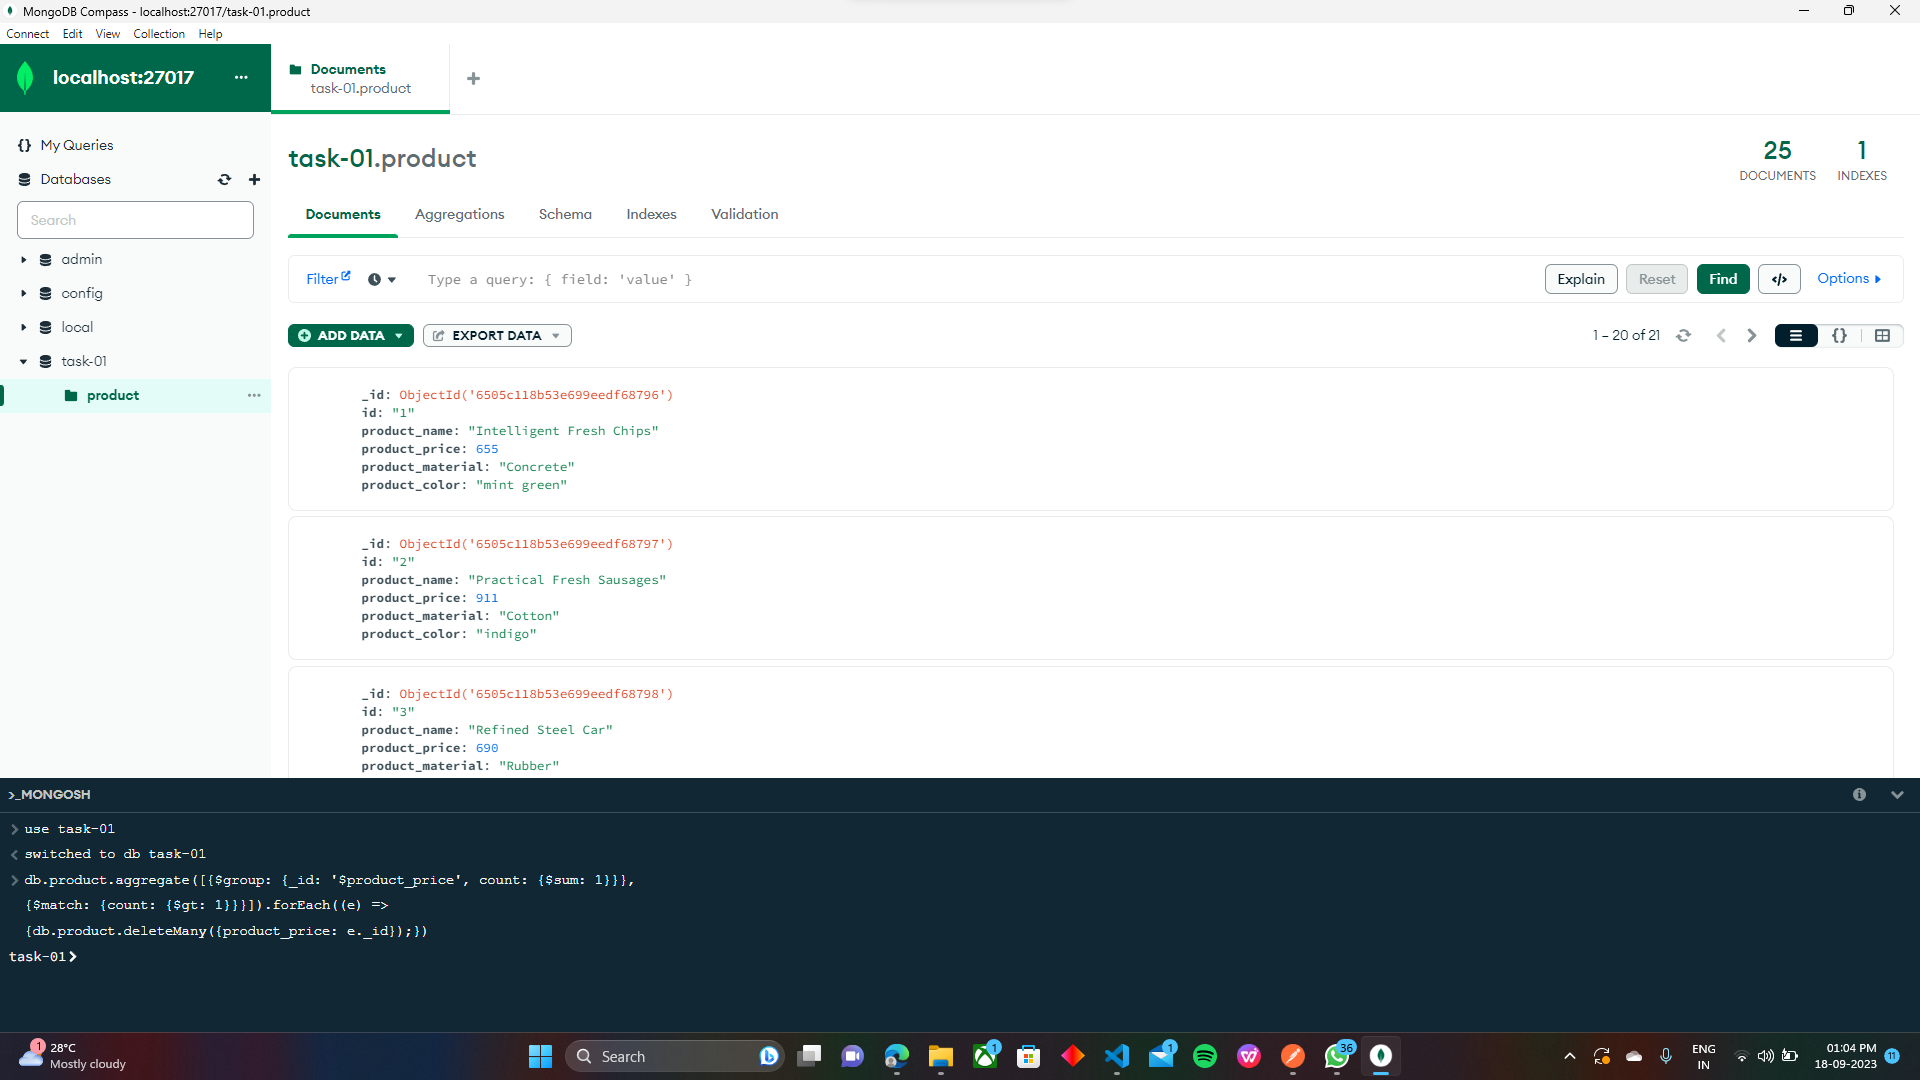 MongoDB Compass - localhost:27017/task-01.product
Connect Edit View Collection Help
localhost:27017
Documents
task-01.product
My Queries
Databases
Search
admin
config
local
task-01
product
task-01.product
25
DOCUMENTS
1
INDEXES
Documents Aggregations Schema Indexes Validation
Filter
Type a query: { field: 'value' }
Explain Reset Find </> Options
ADD DATA EXPORT DATA
1 – 20 of 21
{}
_id: ObjectId('6505c118b53e699eedf68796')
id: "1"
product_name: "Intelligent Fresh Chips"
product_price: 655
product_material: "Concrete"
product_color: "mint green"
_id: ObjectId('6505c118b53e699eedf68797')
id: "2"
product_name: "Practical Fresh Sausages"
product_price: 911
product_material: "Cotton"
product_color: "indigo"
_id: ObjectId('6505c118b53e699eedf68798')
id: "3"
product_name: "Refined Steel Car"
product_price: 690
product_material: "Rubber"
>_MONGOSH
> use task-01
< switched to db task-01
> db.product.aggregate([{$group: {_id: '$product_price', count: {$sum: 1}}},
{$match: {count: {$gt: 1}}}]).forEach((e) =>
{db.product.deleteMany({product_price: e._id});})
task-01>
1
28°C
Mostly cloudy
Search
1
1
36
ENG
IN
01:04 PM
18-09-2023
11